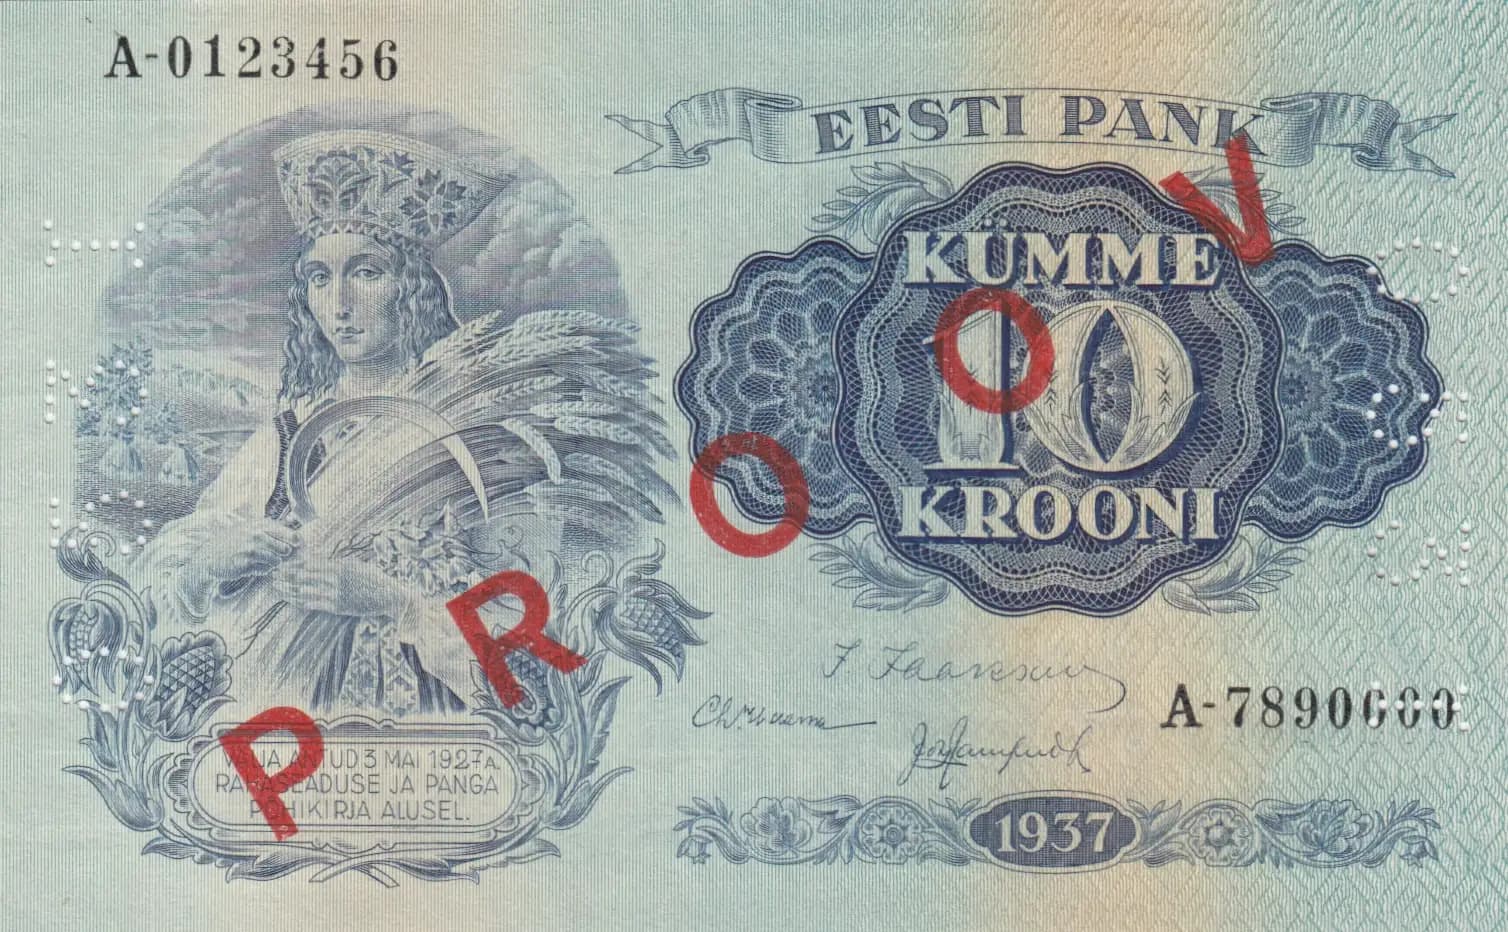 A-0123456
EESTI PANK
KÜMME
10
KROONI
PROOV
A-7890000
VÄLJA ANTUD 3 MAI 1927 A.
RAHASEADUSE JA PANGA
PÕHIKIRJA ALUSEL.
1937